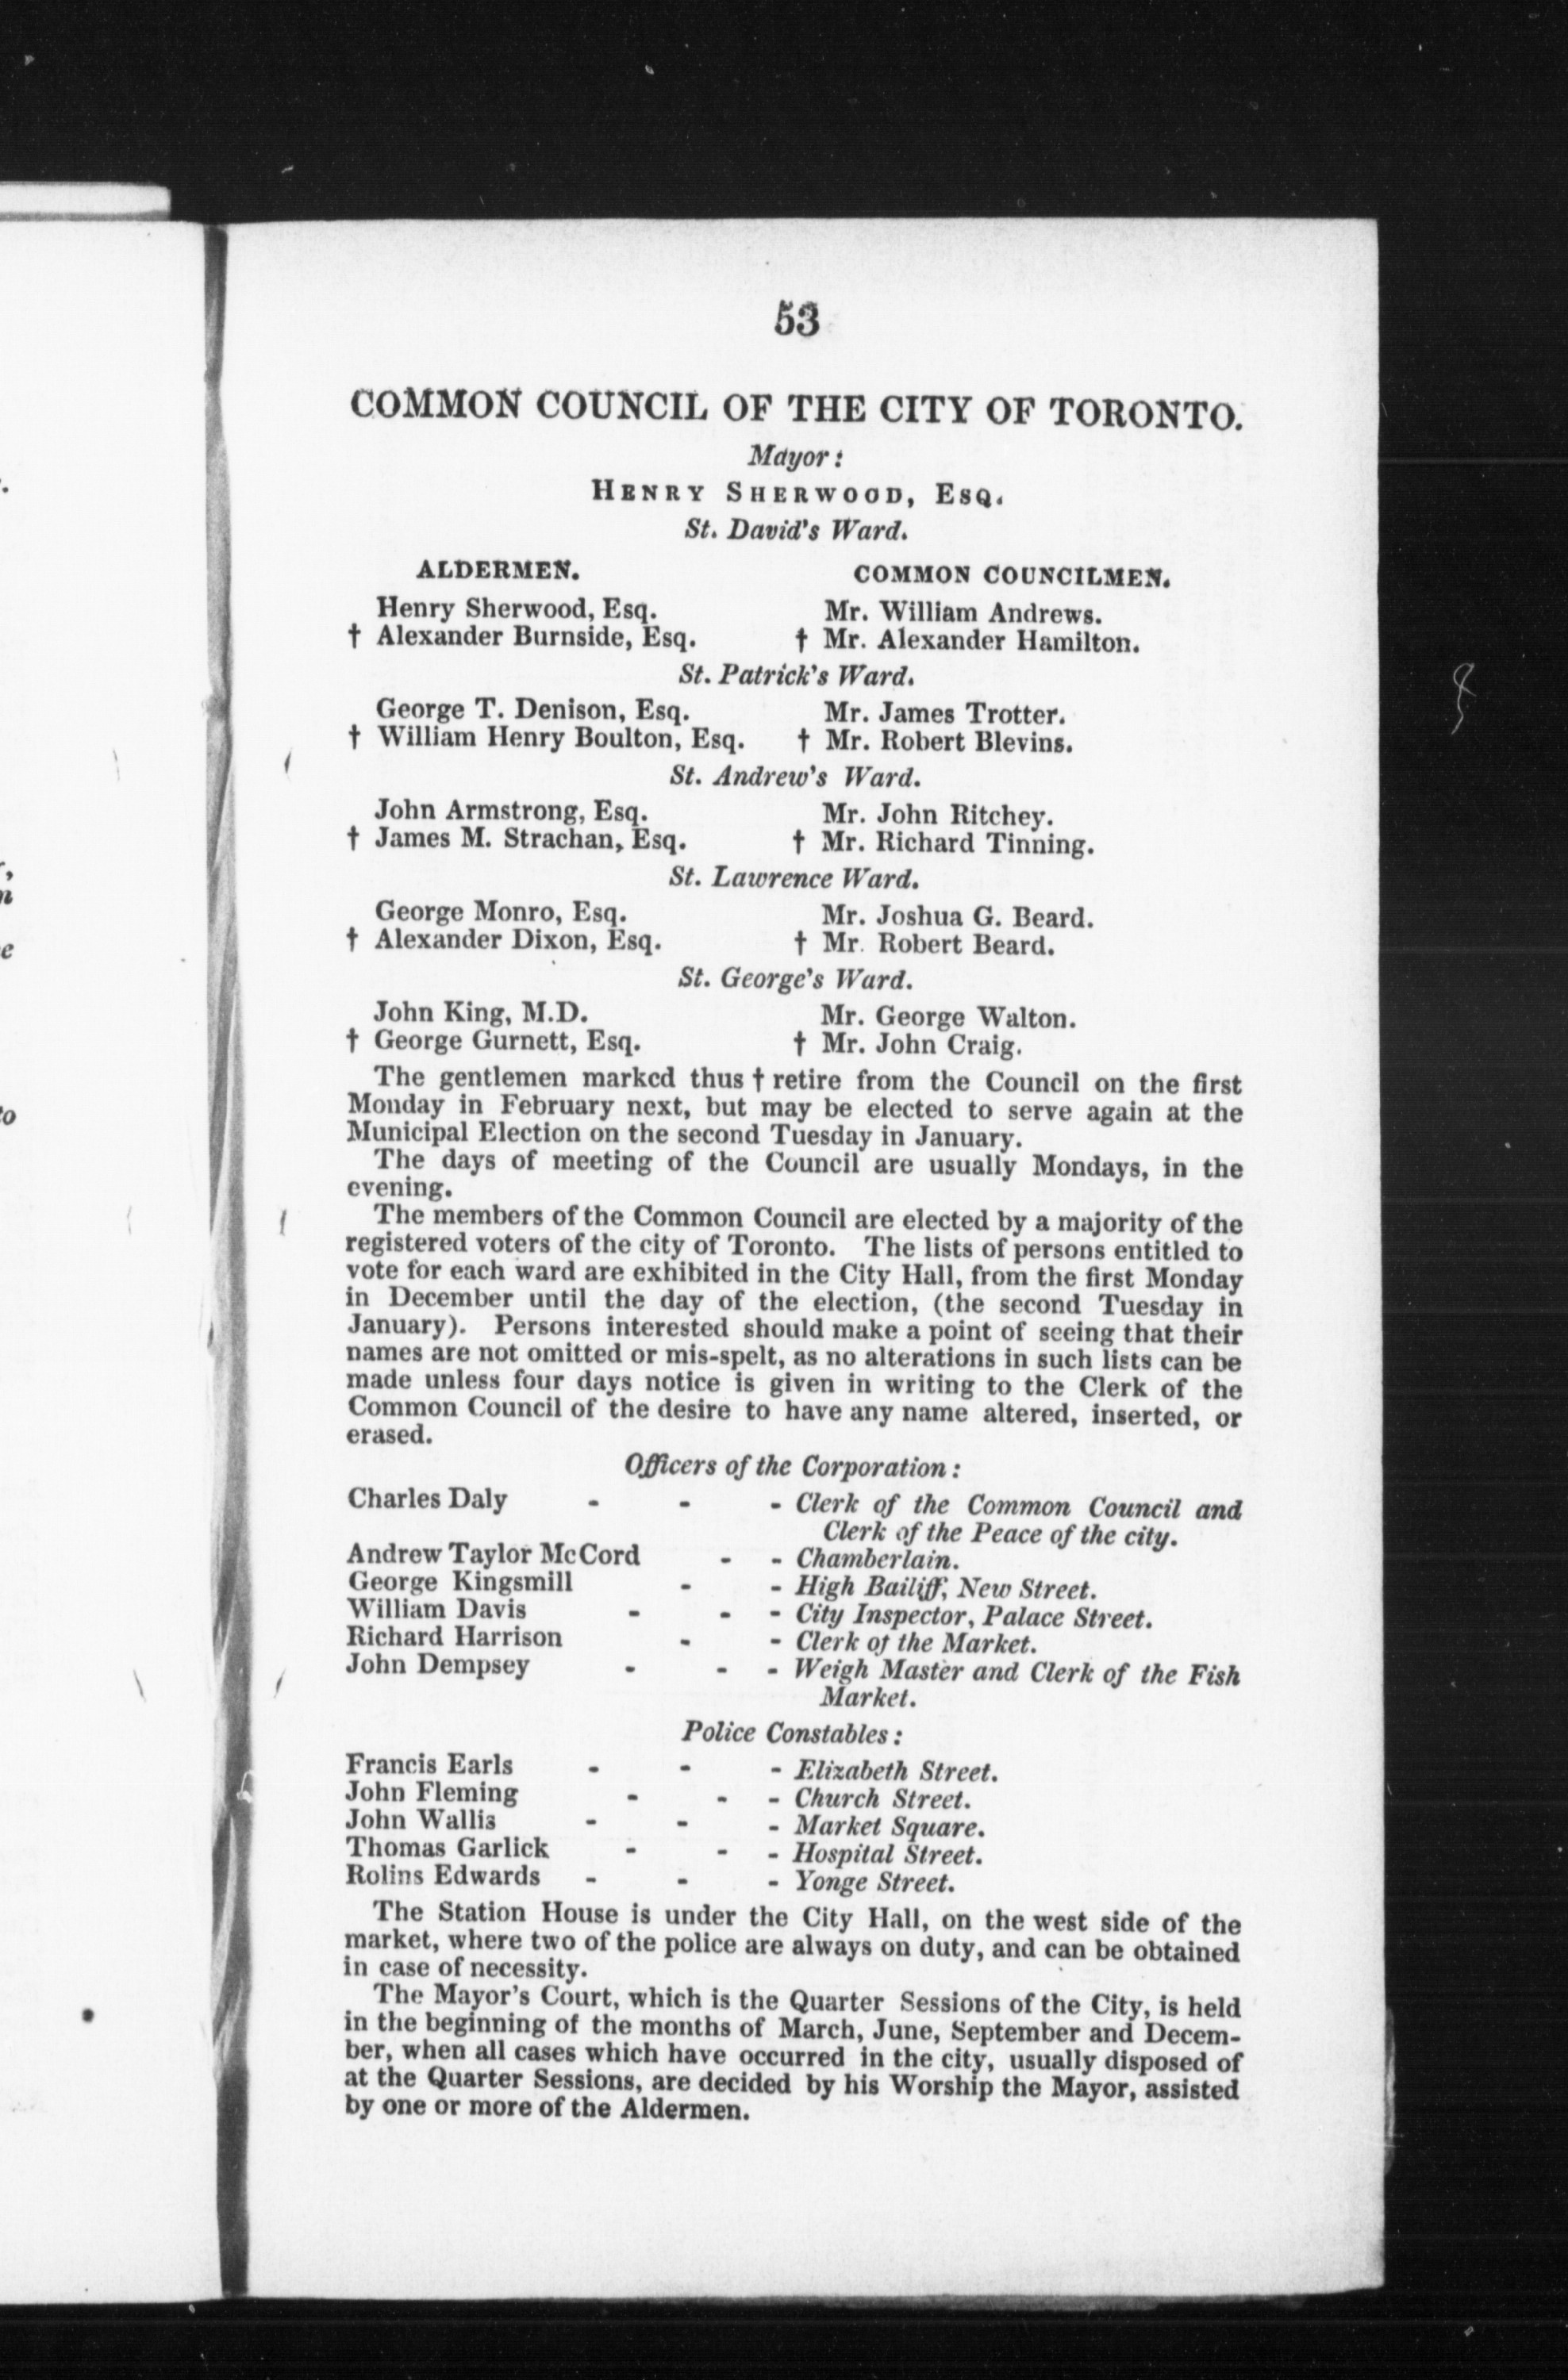 53
COMMON COUNCIL OF THE CITY OF TORONTO.
Mayor:
HENRY SHERWOOD, ESQ.
St. David's Ward.
ALDERMEN. COMMON COUNCILMEN.
Henry Sherwood, Esq. Mr. William Andrews.
† Alexander Burnside, Esq. † Mr. Alexander Hamilton.
St. Patrick's Ward.
George T. Denison, Esq. Mr. James Trotter.
† William Henry Boulton, Esq. † Mr. Robert Blevins.
St. Andrew's Ward.
John Armstrong, Esq. Mr. John Ritchey.
† James M. Strachan, Esq. † Mr. Richard Tinning.
St. Lawrence Ward.
George Monro, Esq. Mr. Joshua G. Beard.
† Alexander Dixon, Esq. † Mr. Robert Beard.
St. George's Ward.
John King, M.D. Mr. George Walton.
† George Gurnett, Esq. † Mr. John Craig.
The gentlemen marked thus † retire from the Council on the first
Monday in February next, but may be elected to serve again at the
Municipal Election on the second Tuesday in January.
The days of meeting of the Council are usually Mondays, in the
evening.
The members of the Common Council are elected by a majority of the
registered voters of the city of Toronto. The lists of persons entitled to
vote for each ward are exhibited in the City Hall, from the first Monday
in December until the day of the election, (the second Tuesday in
January). Persons interested should make a point of seeing that their
names are not omitted or mis-spelt, as no alterations in such lists can be
made unless four days notice is given in writing to the Clerk of the
Common Council of the desire to have any name altered, inserted, or
erased.
Officers of the Corporation:
Charles Daly - - - Clerk of the Common Council and
Clerk of the Peace of the city.
Andrew Taylor McCord - - Chamberlain.
George Kingsmill - - High Bailiff, New Street.
William Davis - - - City Inspector, Palace Street.
Richard Harrison - - Clerk of the Market.
John Dempsey - - - Weigh Master and Clerk of the Fish
Market.
Police Constables:
Francis Earls - - - Elizabeth Street.
John Fleming - - - Church Street.
John Wallis - - - Market Square.
Thomas Garlick - - - Hospital Street.
Rolins Edwards - - - Yonge Street.
The Station House is under the City Hall, on the west side of the
market, where two of the police are always on duty, and can be obtained
in case of necessity.
The Mayor's Court, which is the Quarter Sessions of the City, is held
in the beginning of the months of March, June, September and Decem-
ber, when all cases which have occurred in the city, usually disposed of
at the Quarter Sessions, are decided by his Worship the Mayor, assisted
by one or more of the Aldermen.